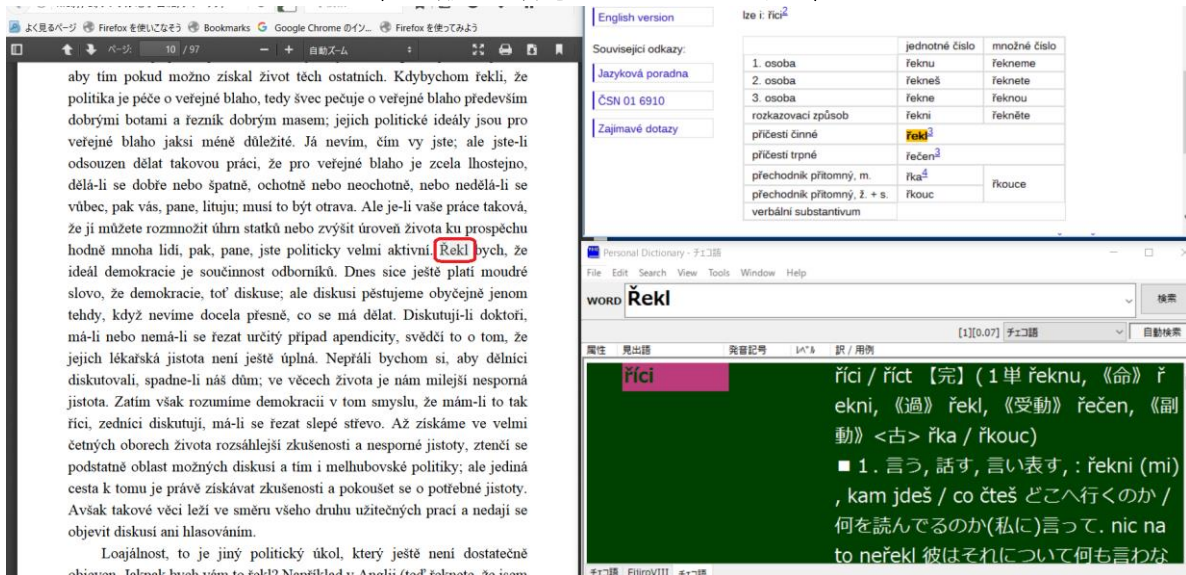 よく見るページ Firefox を使いこなそう Bookmarks Google Chrome のイン... Firefox を使ってみよう
ページ: 10 / 97 − + 自動ズーム
aby tím pokud možno získal život těch ostatních. Kdybychom řekli, že
politika je péče o veřejné blaho, tedy švec pečuje o veřejné blaho především
dobrými botami a řezník dobrým masem; jejich politické ideály jsou pro
veřejné blaho jaksi méně důležité. Já nevím, čím vy jste; ale jste-li
odsouzen dělat takovou práci, že pro veřejné blaho je zcela lhostejno,
dělá-li se dobře nebo špatně, ochotně nebo neochotně, nebo nedělá-li se
vůbec, pak vás, pane, lituju; musí to být otrava. Ale je-li vaše práce taková,
že jí můžete rozmnožit úhrn statků nebo zvýšit úroveň života ku prospěchu
hodně mnoha lidí, pak, pane, jste politicky velmi aktivní. Řekl bych, že
ideál demokracie je součinnost odborníků. Dnes sice ještě platí moudré
slovo, že demokracie, toť diskuse; ale diskusi pěstujeme obyčejně jenom
tehdy, když nevíme docela přesně, co se má dělat. Diskutují-li doktoři,
má-li nebo nemá-li se řezat určitý případ apendicity, svědčí to o tom, že
jejich lékařská jistota není ještě úplná. Nepřáli bychom si, aby dělníci
diskutovali, spadne-li náš dům; ve věcech života je nám milejší nesporná
jistota. Zatím však rozumíme demokracii v tom smyslu, že mám-li to tak
říci, zedníci diskutují, má-li se řezat slepé střevo. Až získáme ve velmi
četných oborech života rozsáhlejší zkušenosti a nesporné jistoty, ztenčí se
podstatně oblast možných diskusí a tím i melhubovské politiky; ale jediná
cesta k tomu je právě získávat zkušenosti a pokoušet se o potřebné jistoty.
Avšak takové věci leží ve směru všeho druhu užitečných prací a nedají se
objevit diskusí ani hlasováním.
Loajálnost, to je jiný politický úkol, který ještě není dostatečně
objeven. Jaknak bych vám to řekl? Například v Anglii (teď řeknete, že jsem
English version
Související odkazy:
Jazyková poradna
ČSN 01 6910
Zajímavé dotazy
lze i: říct2
jednotné číslo množné číslo
1. osoba řeknu řekneme
2. osoba řekneš řeknete
3. osoba řekne řeknou
rozkazovací způsob řekni řekněte
příčestí činné řekl3
příčestí trpné řečen3
přechodník přítomný, m. řka4 řkouce
přechodník přítomný, ž. + s. řkouc
verbální substantivum
Personal Dictionary - チェコ語
File Edit Search View Tools Window Help
WORD Řekl 検索
[1][0.07] チェコ語 自動検索
属性 見出語 発音記号 ﾚﾍﾞﾙ 訳 / 用例
říci
říci / říct 【完】(１単 řeknu, 《命》 ř
ekni, 《過》 řekl, 《受動》 řečen, 《副
動》 <古> řka / řkouc)
■ 1．言う, 話す, 言い表す, : řekni (mi)
, kam jdeš / co čteš どこへ行くのか /
何を読んでるのか(私に)言って. nic na
to neřekl 彼はそれについて何も言わな
チェコ語 EijiroVIII チェコ語